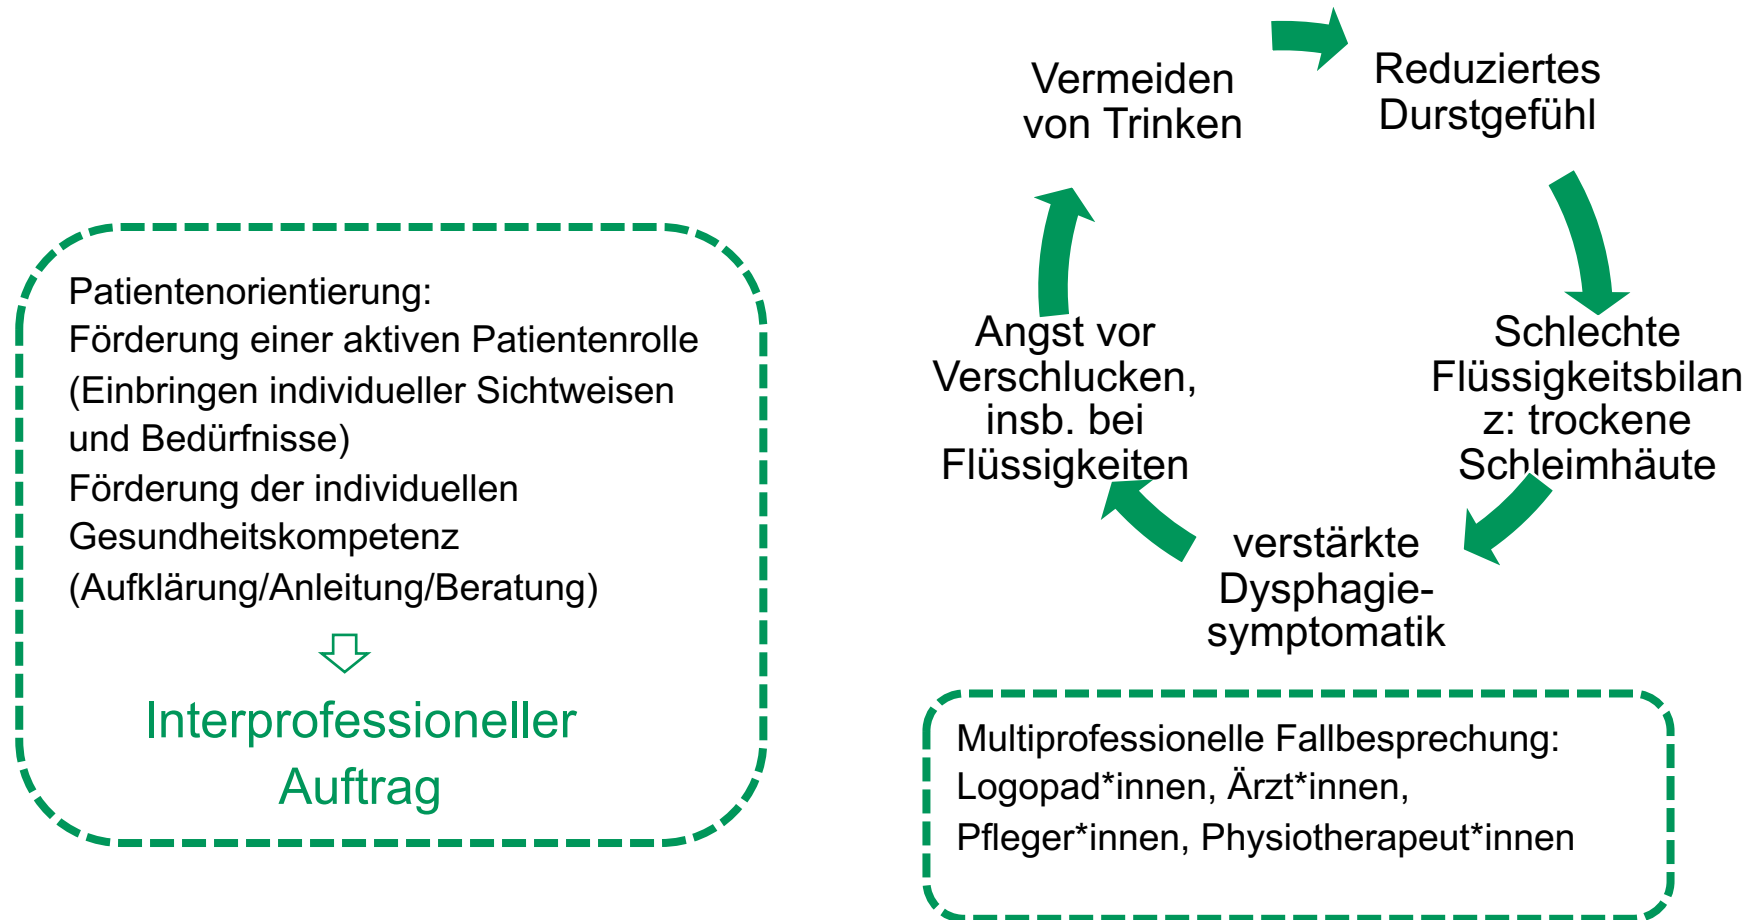 Patientenorientierung:
Förderung einer aktiven Patientenrolle
(Einbringen individueller Sichtweisen
und Bedürfnisse)
Förderung der individuellen
Gesundheitskompetenz
(Aufklärung/Anleitung/Beratung)
Interprofessioneller
Auftrag
Vermeiden
von Trinken
Reduziertes
Durstgefühl
Schlechte
Flüssigkeitsbilan
z: trockene
Schleimhäute
verstärkte
Dysphagie-
symptomatik
Angst vor
Verschlucken,
insb. bei
Flüssigkeiten
Multiprofessionelle Fallbesprechung:
Logopad*innen, Ärzt*innen,
Pfleger*innen, Physiotherapeut*innen